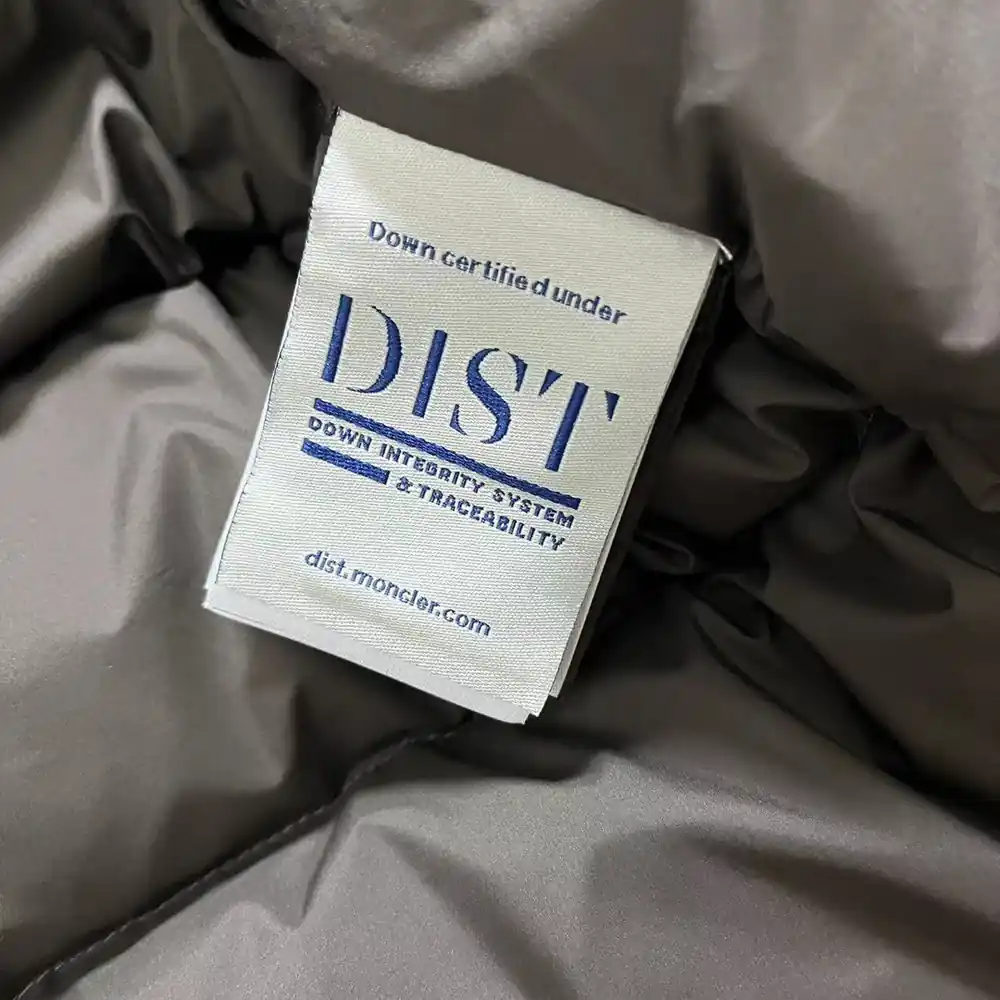 Down certified under
DIST
DOWN INTEGRITY SYSTEM
& TRACEABILITY
dist.moncler.com